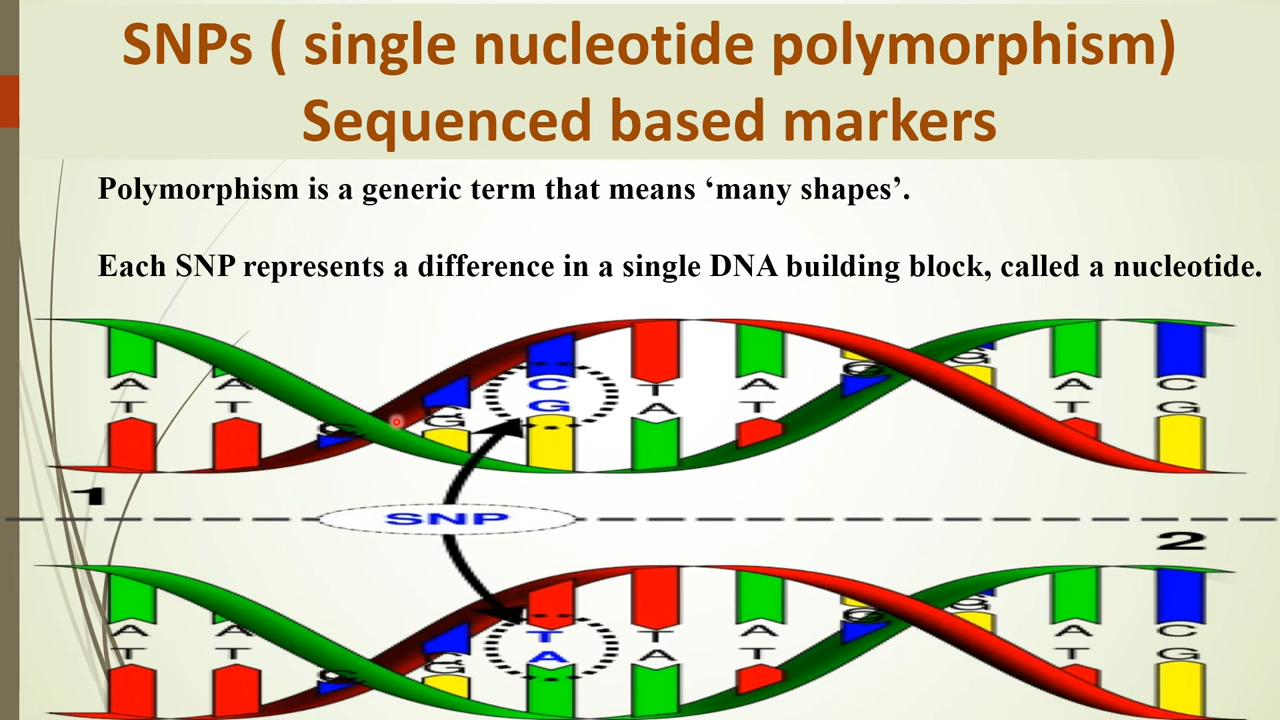 SNPs ( single nucleotide polymorphism)
Sequenced based markers
Polymorphism is a generic term that means ‘many shapes’.
Each SNP represents a difference in a single DNA building block, called a nucleotide.
A A C T A G A C
T T C G G A T G T G
1
SNP
2
A A T T A G A C
T T C G A A T G T G